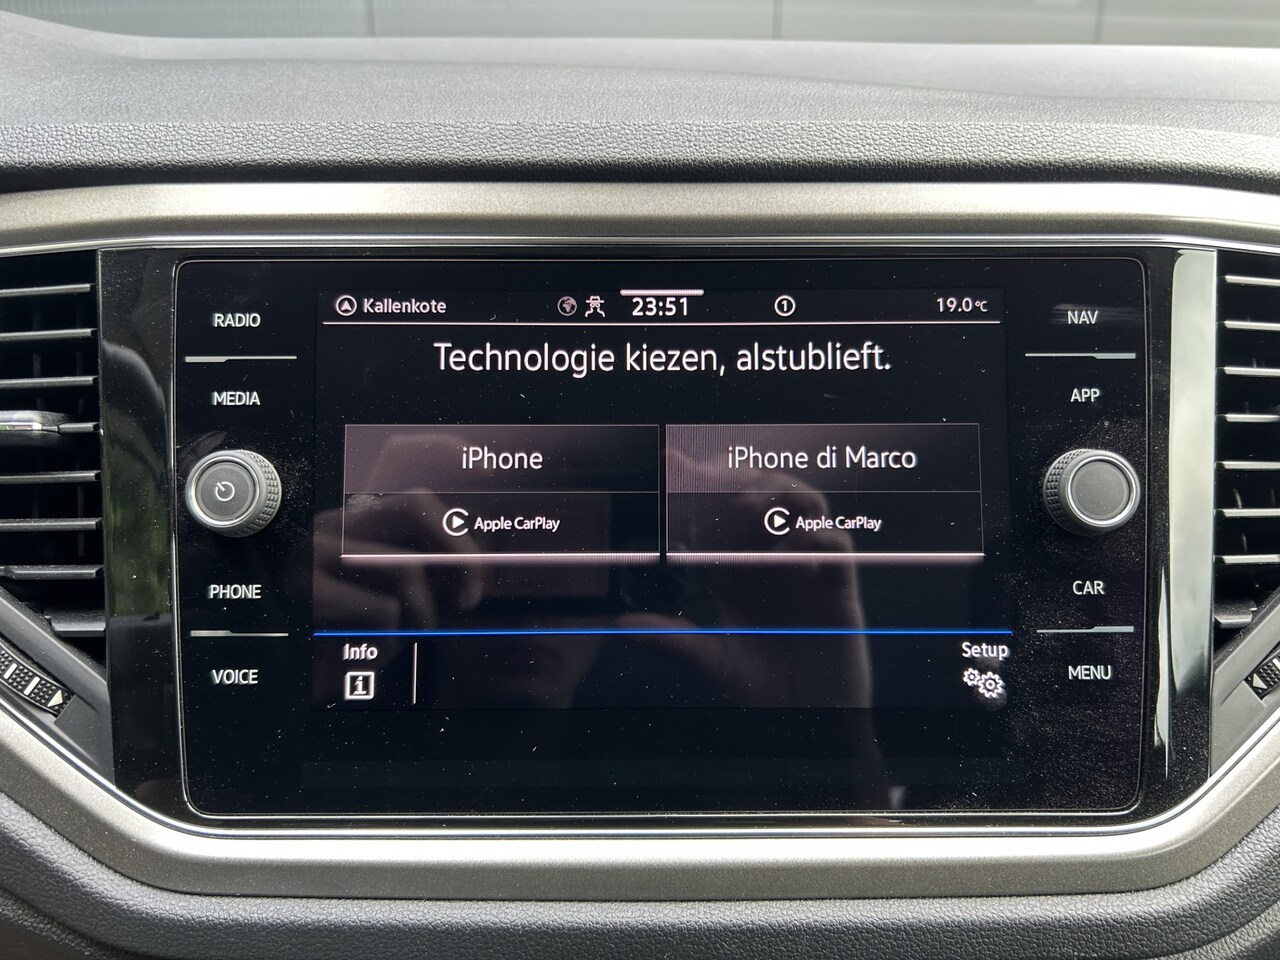 RADIO
MEDIA
PHONE
VOICE
Kallenkote
23:51
1
19.0°C
Technologie kiezen, alstublieft.
iPhone
Apple CarPlay
iPhone di Marco
Apple CarPlay
Info
i
Setup
NAV
APP
CAR
MENU